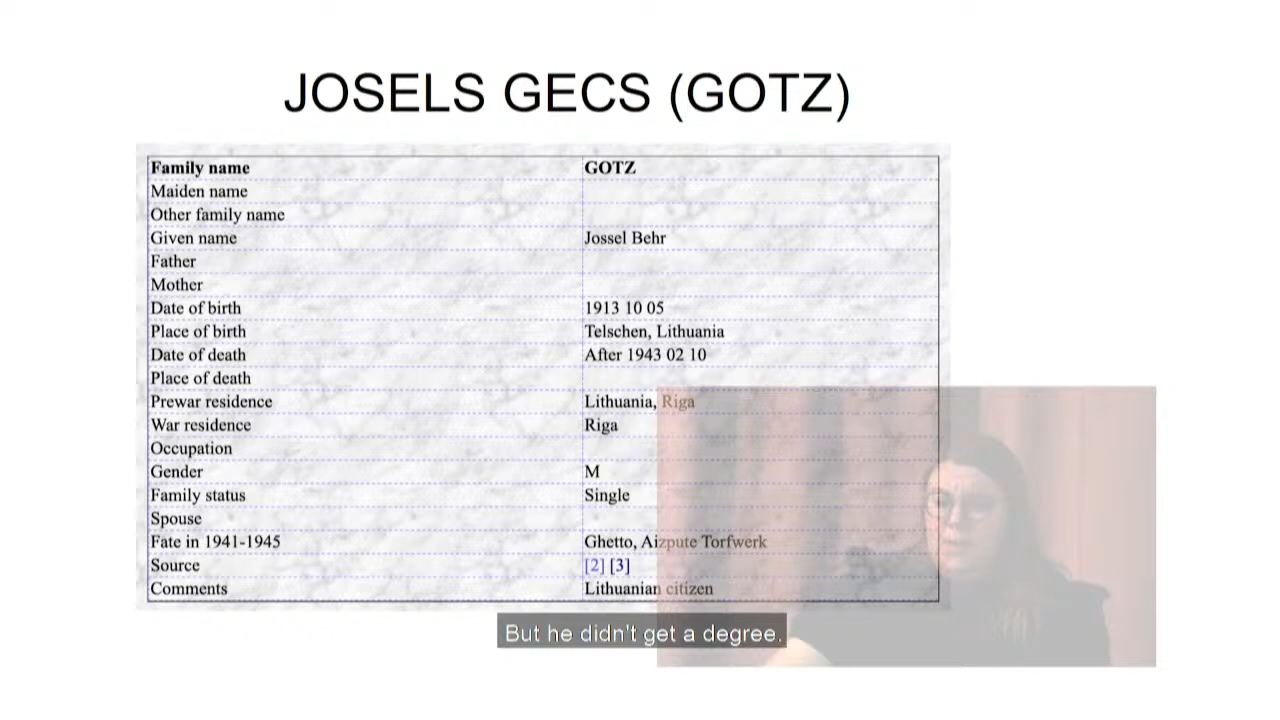 JOSELS GECS (GOTZ)
Family name GOTZ
Maiden name
Other family name
Given name Jossel Behr
Father
Mother
Date of birth 1913 10 05
Place of birth Telschen, Lithuania
Date of death After 1943 02 10
Place of death
Prewar residence Lithuania, Riga
War residence Riga
Occupation
Gender M
Family status Single
Spouse
Fate in 1941-1945 Ghetto, Aizpute Torfwerk
Source [2] [3]
Comments Lithuanian citizen
But he didn't get a degree.